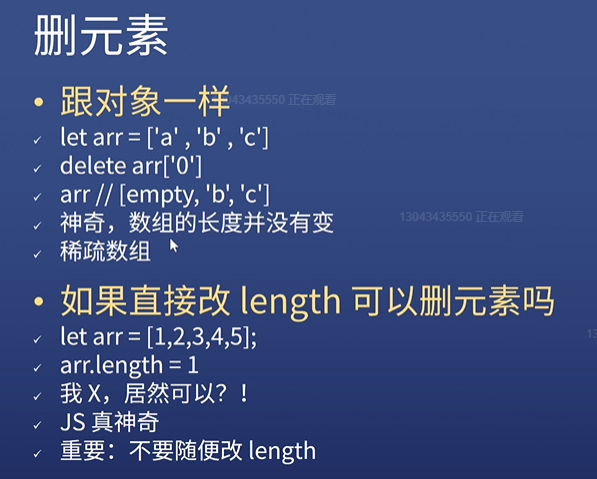 删元素
• 跟对象一样
13043435550 正在观看
✓ let arr = ['a' , 'b' , 'c']
✓ delete arr['0']
✓ arr // [empty, 'b', 'c']
✓ 神奇，数组的长度并没有变
13043435550 正在观看
✓ 稀疏数组
• 如果直接改 length 可以删元素吗
✓ let arr = [1,2,3,4,5];
13
✓ arr.length = 1
✓ 我 X，居然可以？！
✓ JS 真神奇
✓ 重要：不要随便改 length